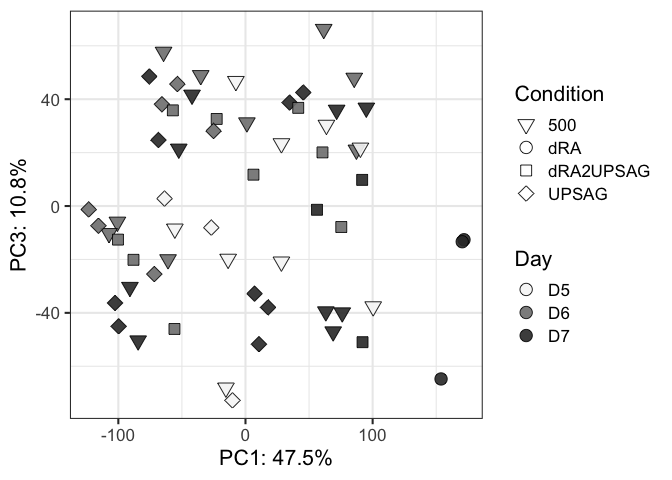 40
0
-40
-100
0
100
PC1: 47.5%
PC3: 10.8%
Condition
500
dRA
dRA2UPSAG
UPSAG
Day
D5
D6
D7